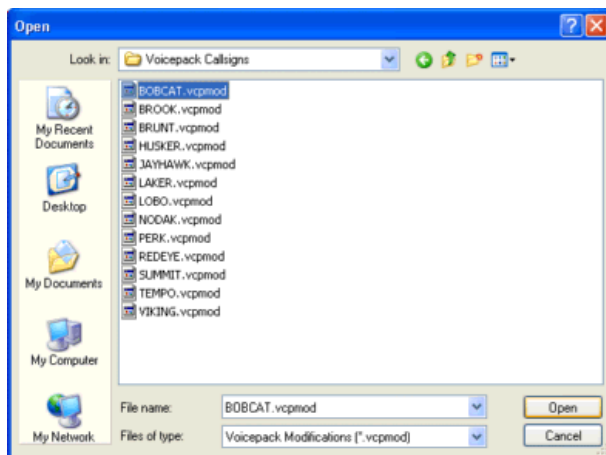 Open
Look in: Voicepack Callsigns
My Recent
Documents
Desktop
My Documents
My Computer
My Network
BOBCAT.vcpmod
BROOK.vcpmod
BRUNT.vcpmod
HUSKER.vcpmod
JAYHAWK.vcpmod
LAKER.vcpmod
LOBO.vcpmod
NODAK.vcpmod
PERK.vcpmod
REDEYE.vcpmod
SUMMIT.vcpmod
TEMPO.vcpmod
VIKING.vcpmod
File name: BOBCAT.vcpmod Open
Files of type: Voicepack Modifications (*.vcpmod) Cancel